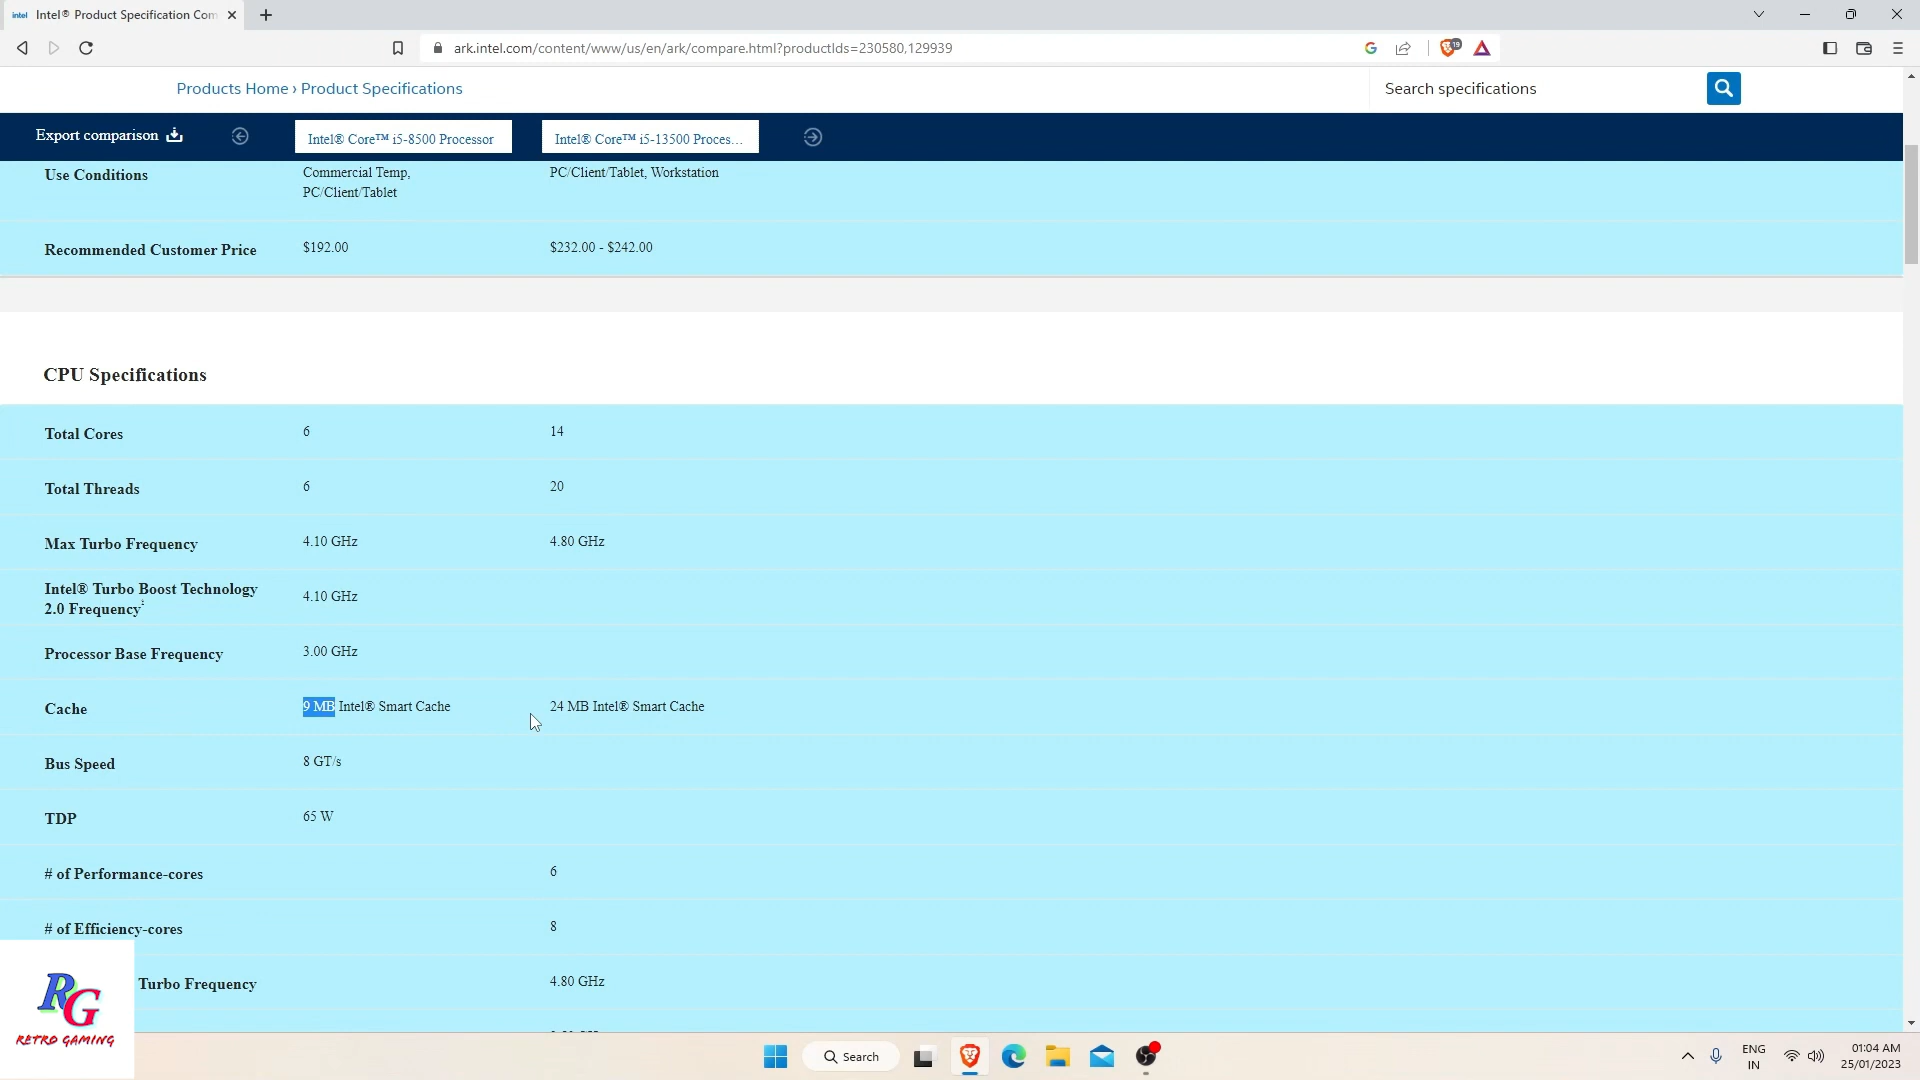 intel Intel® Product Specification Com
ark.intel.com/content/www/us/en/ark/compare.html?productIds=230580,129939
19
Products Home › Product Specifications
Search specifications
Export comparison
Intel® Core™ i5-8500 Processor
Intel® Core™ i5-13500 Proces...
Use Conditions
Commercial Temp,
PC/Client/Tablet
PC/Client/Tablet, Workstation
Recommended Customer Price
$192.00
$232.00 - $242.00
CPU Specifications
Total Cores
6
14
Total Threads
6
20
Max Turbo Frequency
4.10 GHz
4.80 GHz
Intel® Turbo Boost Technology
2.0 Frequency‡
4.10 GHz
Processor Base Frequency
3.00 GHz
Cache
9 MB Intel® Smart Cache
24 MB Intel® Smart Cache
Bus Speed
8 GT/s
TDP
65 W
# of Performance-cores
6
# of Efficiency-cores
8
Turbo Frequency
4.80 GHz
RG
RETRO GAMING
Search
ENG
IN
01:04 AM
25/01/2023